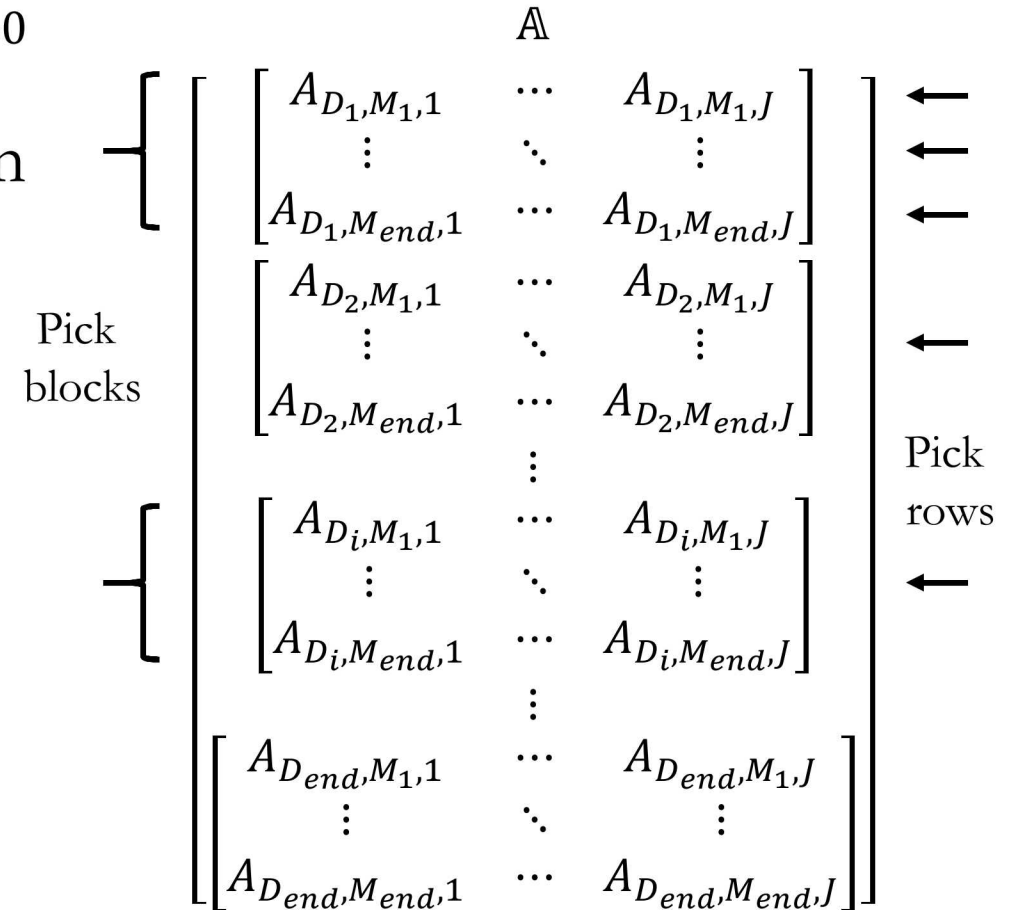 0 𝔸
A_{D_1,M_1,1} ⋯ A_{D_1,M_1,J}
n ⋮ ⋱ ⋮
A_{D_1,M_{end},1} ⋯ A_{D_1,M_{end},J}
A_{D_2,M_1,1} ⋯ A_{D_2,M_1,J}
Pick ⋮ ⋱ ⋮
blocks A_{D_2,M_{end},1} ⋯ A_{D_2,M_{end},J}
⋮ Pick
A_{D_i,M_1,1} ⋯ A_{D_i,M_1,J} rows
⋮ ⋱ ⋮
A_{D_i,M_{end},1} ⋯ A_{D_i,M_{end},J}
⋮
A_{D_{end},M_1,1} ⋯ A_{D_{end},M_1,J}
⋮ ⋱ ⋮
A_{D_{end},M_{end},1} ⋯ A_{D_{end},M_{end},J}